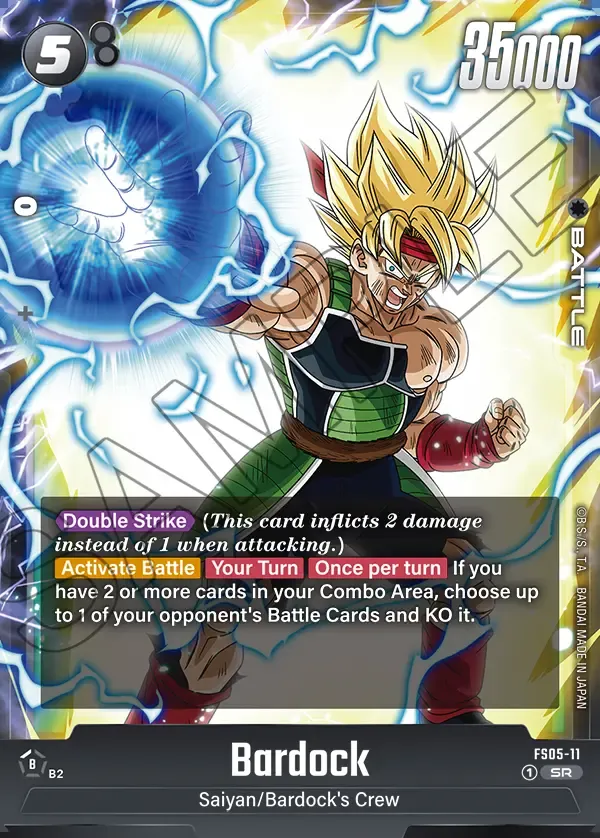 5
8
35000
0
+
BATTLE
SAMPLE
Double Strike (This card inflicts 2 damage
instead of 1 when attacking.)
Activate Battle Your Turn Once per turn If you
have 2 or more cards in your Combo Area, choose up
to 1 of your opponent's Battle Cards and KO it.
©B.S/S., T.A. BANDAI MADE IN JAPAN
B
B2
Bardock
FS05-11
1 SR
Saiyan/Bardock's Crew